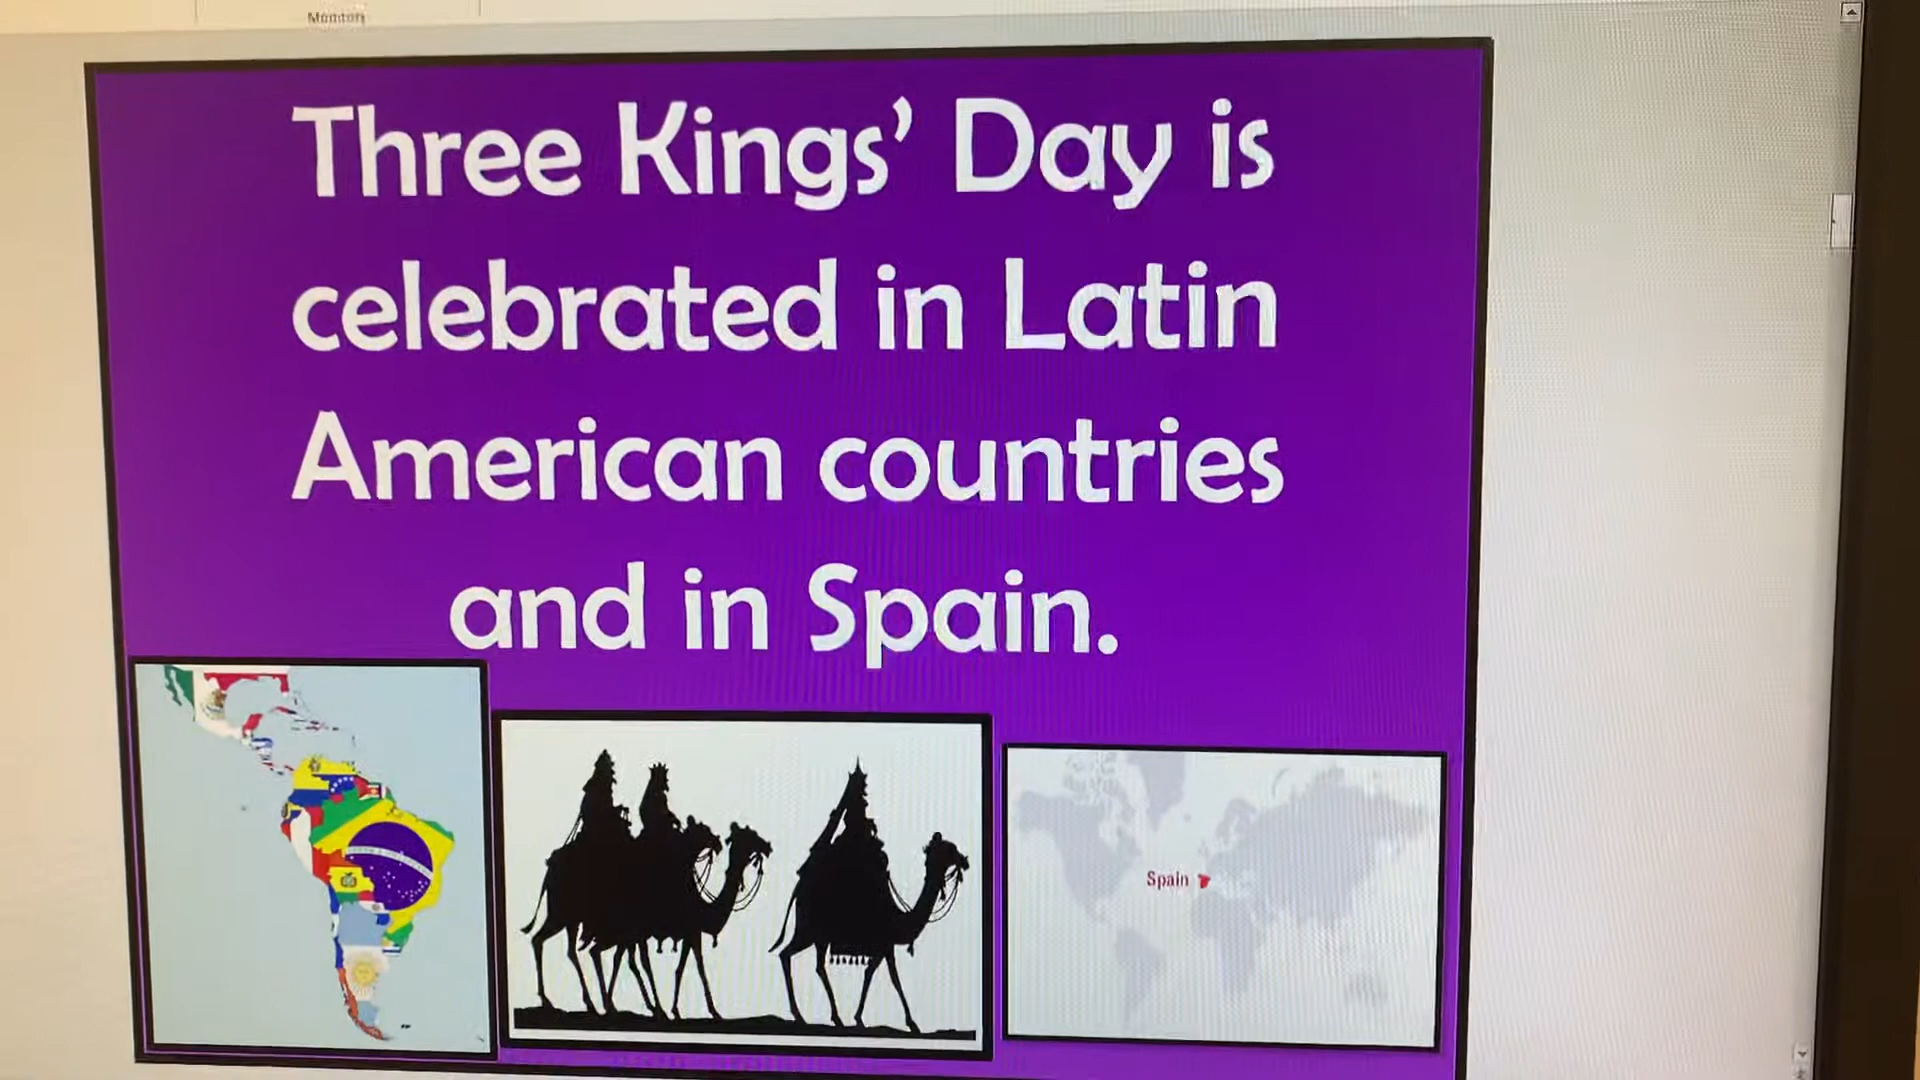 Three Kings’ Day is
celebrated in Latin
American countries
and in Spain.
Spain